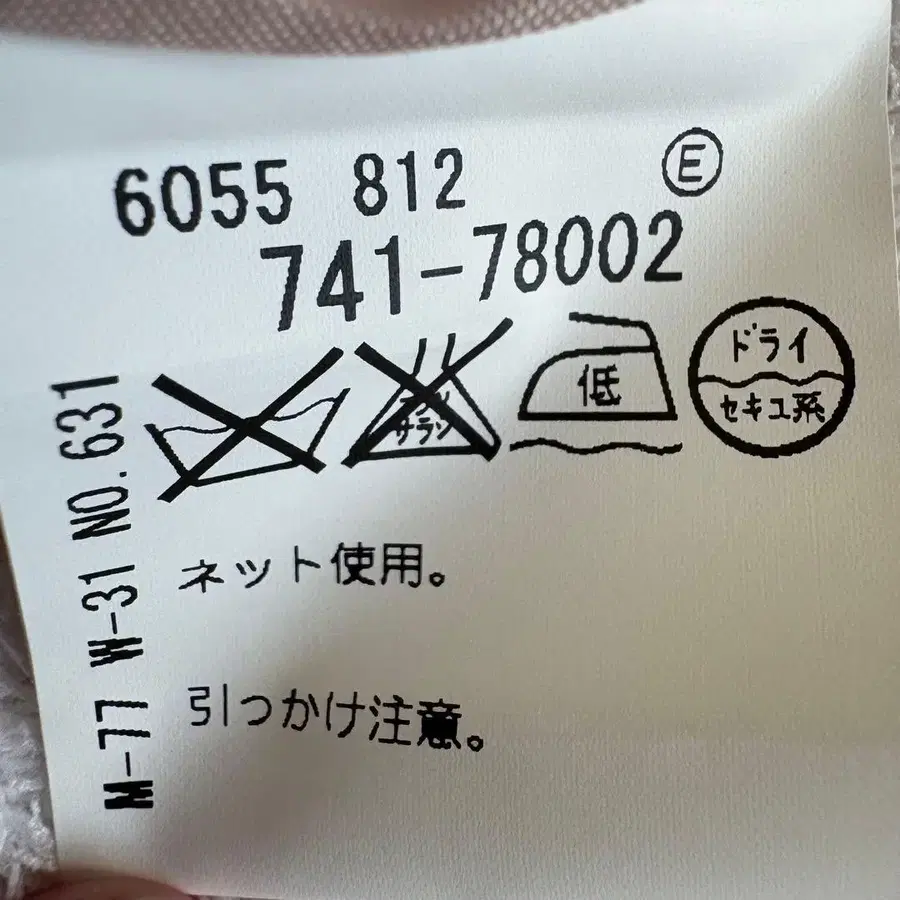 6055 812 Ⓔ
741-78002
エンソ
サラシ
低
ドライ
セキユ系
ネット使用。
引つかけ注意。
M-77 W-31 NO.631